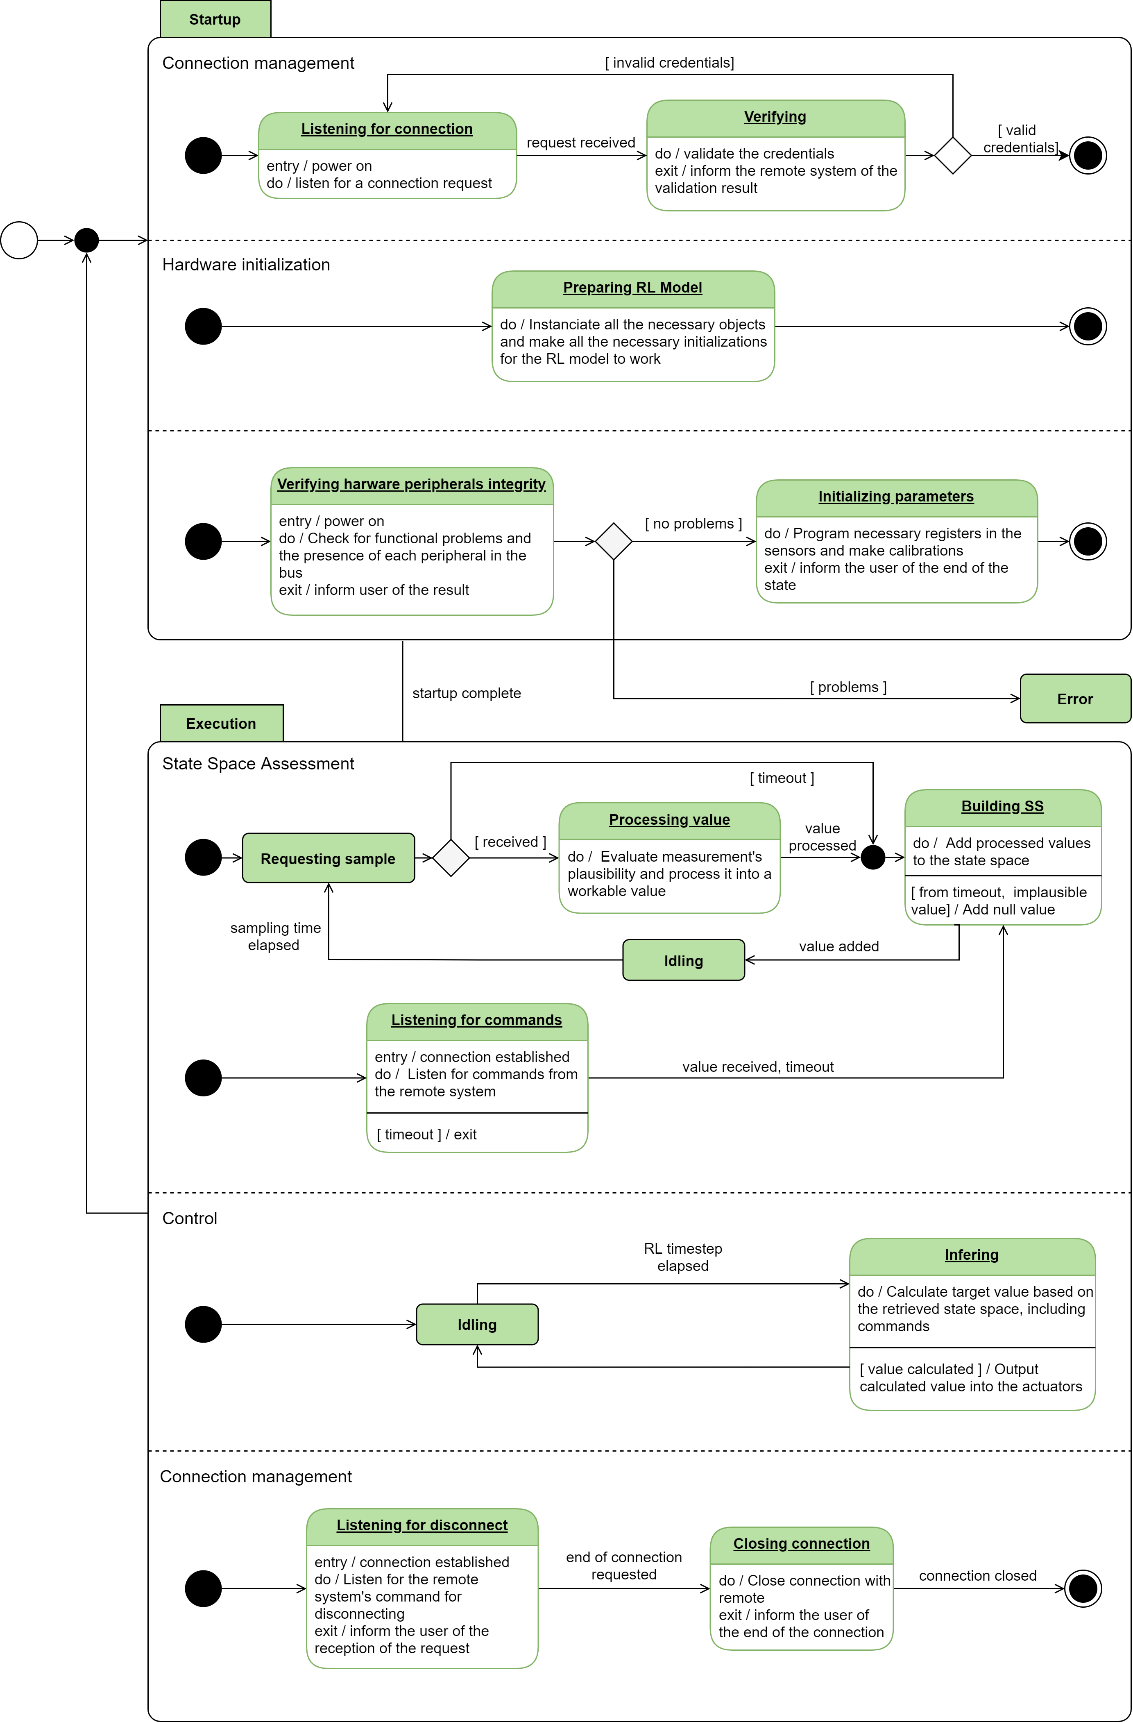 Startup
Connection management
[ invalid credentials]
Listening for connection
entry / power on
do / listen for a connection request
request received
Verifying
do / validate the credentials
exit / inform the remote system of the
validation result
[ valid
credentials]
Hardware initialization
Preparing RL Model
do / Instanciate all the necessary objects
and make all the necessary initializations
for the RL model to work
Verifying harware peripherals integrity
entry / power on
do / Check for functional problems and
the presence of each peripheral in the
bus
exit / inform user of the result
[ no problems ]
Initializing parameters
do / Program necessary registers in the
sensors and make calibrations
exit / inform the user of the end of the
state
startup complete
[ problems ]
Error
Execution
State Space Assessment
[ timeout ]
Requesting sample
[ received ]
Processing value
do /  Evaluate measurement's
plausibility and process it into a
workable value
value
processed
Building SS
do /  Add processed values
to the state space
[ from timeout,  implausible
value] / Add null value
sampling time
elapsed
Idling
value added
Listening for commands
entry / connection established
do /  Listen for commands from
the remote system
[ timeout ] / exit
value received, timeout
Control
RL timestep
elapsed
Idling
Infering
do / Calculate target value based on
the retrieved state space, including
commands
[ value calculated ] / Output
calculated value into the actuators
Connection management
Listening for disconnect
entry / connection established
do / Listen for the remote
system's command for
disconnecting
exit / inform the user of the
reception of the request
end of connection
requested
Closing connection
do / Close connection with
remote
exit / inform the user of
the end of the connection
connection closed